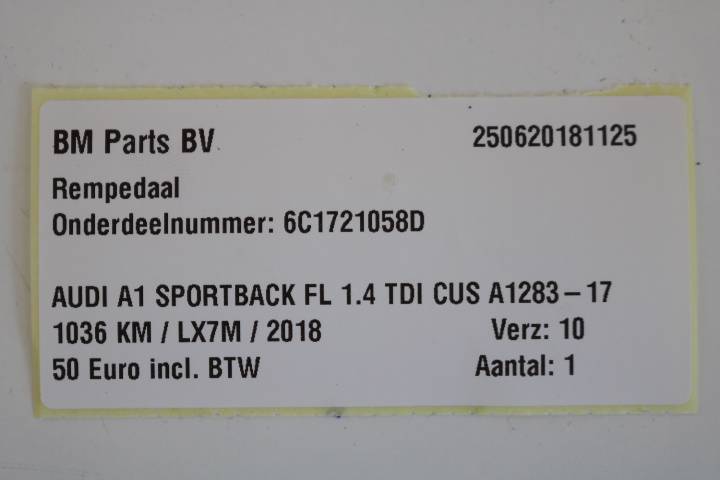 BM Parts BV 250620181125
Rempedaal
Onderdeelnummer: 6C1721058D
AUDI A1 SPORTBACK FL 1.4 TDI CUS A1283-17
1036 KM / LX7M / 2018 Verz: 10
50 Euro incl. BTW Aantal: 1